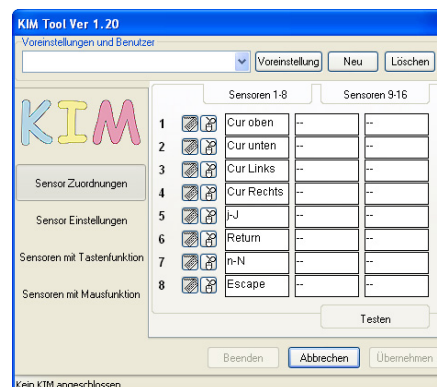 KIM Tool Ver 1.20
Voreinstellungen und Benutzer
Voreinstellung Neu Löschen
KIM
Sensoren 1-8 Sensoren 9-16
1 Cur oben -- --
2 Cur unten -- --
3 Cur Links -- --
4 Cur Rechts -- --
5 j-J -- --
6 Return -- --
7 n-N -- --
8 Escape -- --
Sensor Zuordnungen
Sensor Einstellungen
Sensoren mit Tastenfunktion
Sensoren mit Mausfunktion
Testen
Beenden Abbrechen Übernehmen
Kein KIM angeschlossen